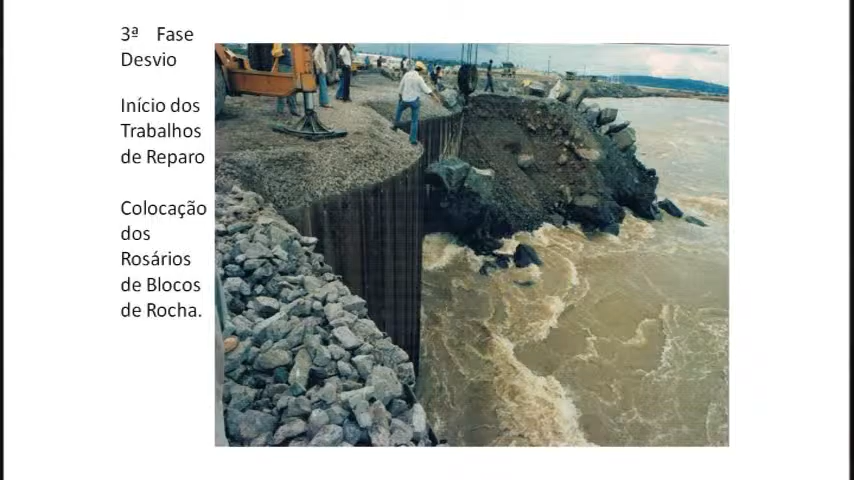 3ª Fase
Desvio
Início dos
Trabalhos
de Reparo
Colocação
dos
Rosários
de Blocos
de Rocha.